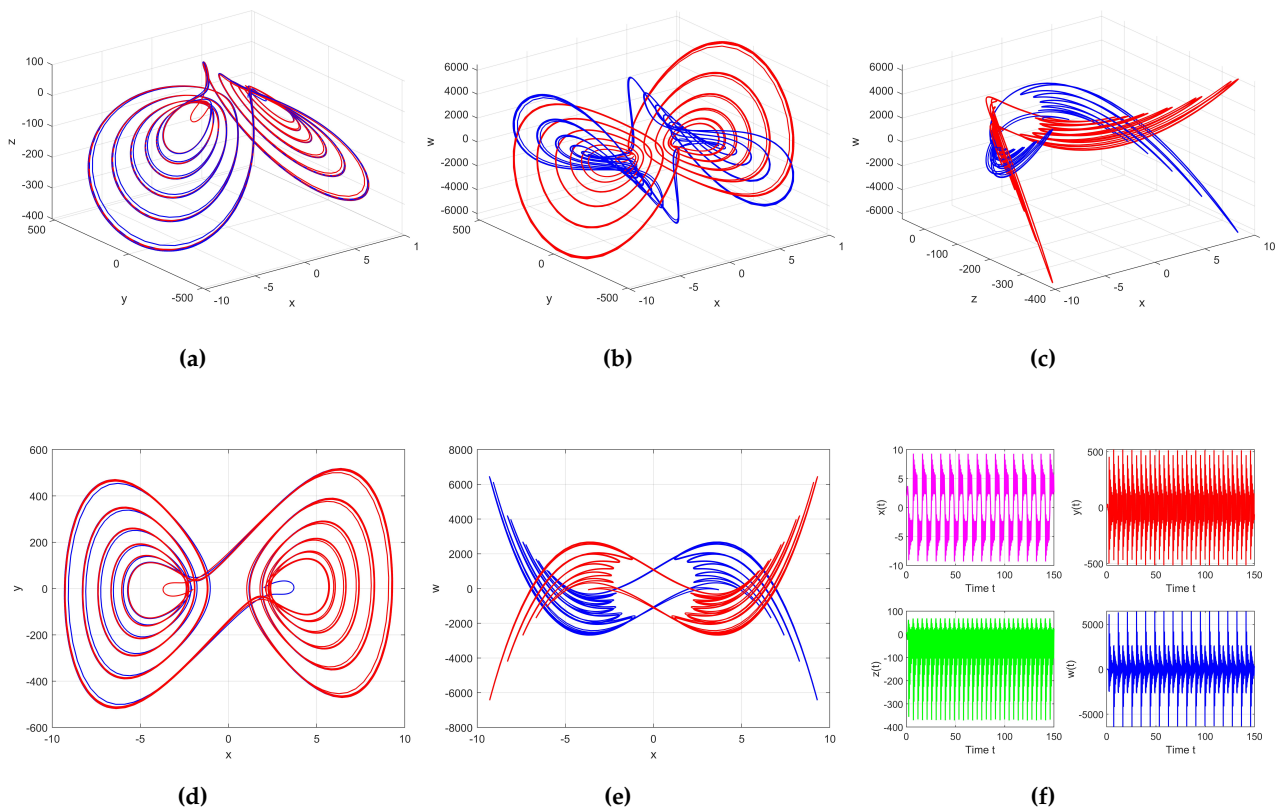 100
0
-100
-200
-300
-400
z
500
0
-500
y
-10
-5
0
5
1
x
(a)
6000
4000
2000
0
-2000
-4000
-6000
w
500
0
-500
y
-10
-5
0
5
1
x
(b)
6000
4000
2000
0
-2000
-4000
-6000
w
0
-100
-200
-300
-400
z
-10
-5
0
5
10
x
(c)
600
400
200
0
-200
-400
-600
y
-10 -5 0 5 10
x
(d)
8000
6000
4000
2000
0
2000
4000
6000
8000
w
-10 -5 0 5 10
x
(e)
10
5
0
-5
-10
x(t)
0 50 100 150
Time t
500
0
-500
y(t)
0 50 100 150
Time t
100
0
-100
-200
-300
-400
z(t)
0 50 100 150
Time t
5000
0
-5000
w(t)
0 50 100 150
Time t
(f)